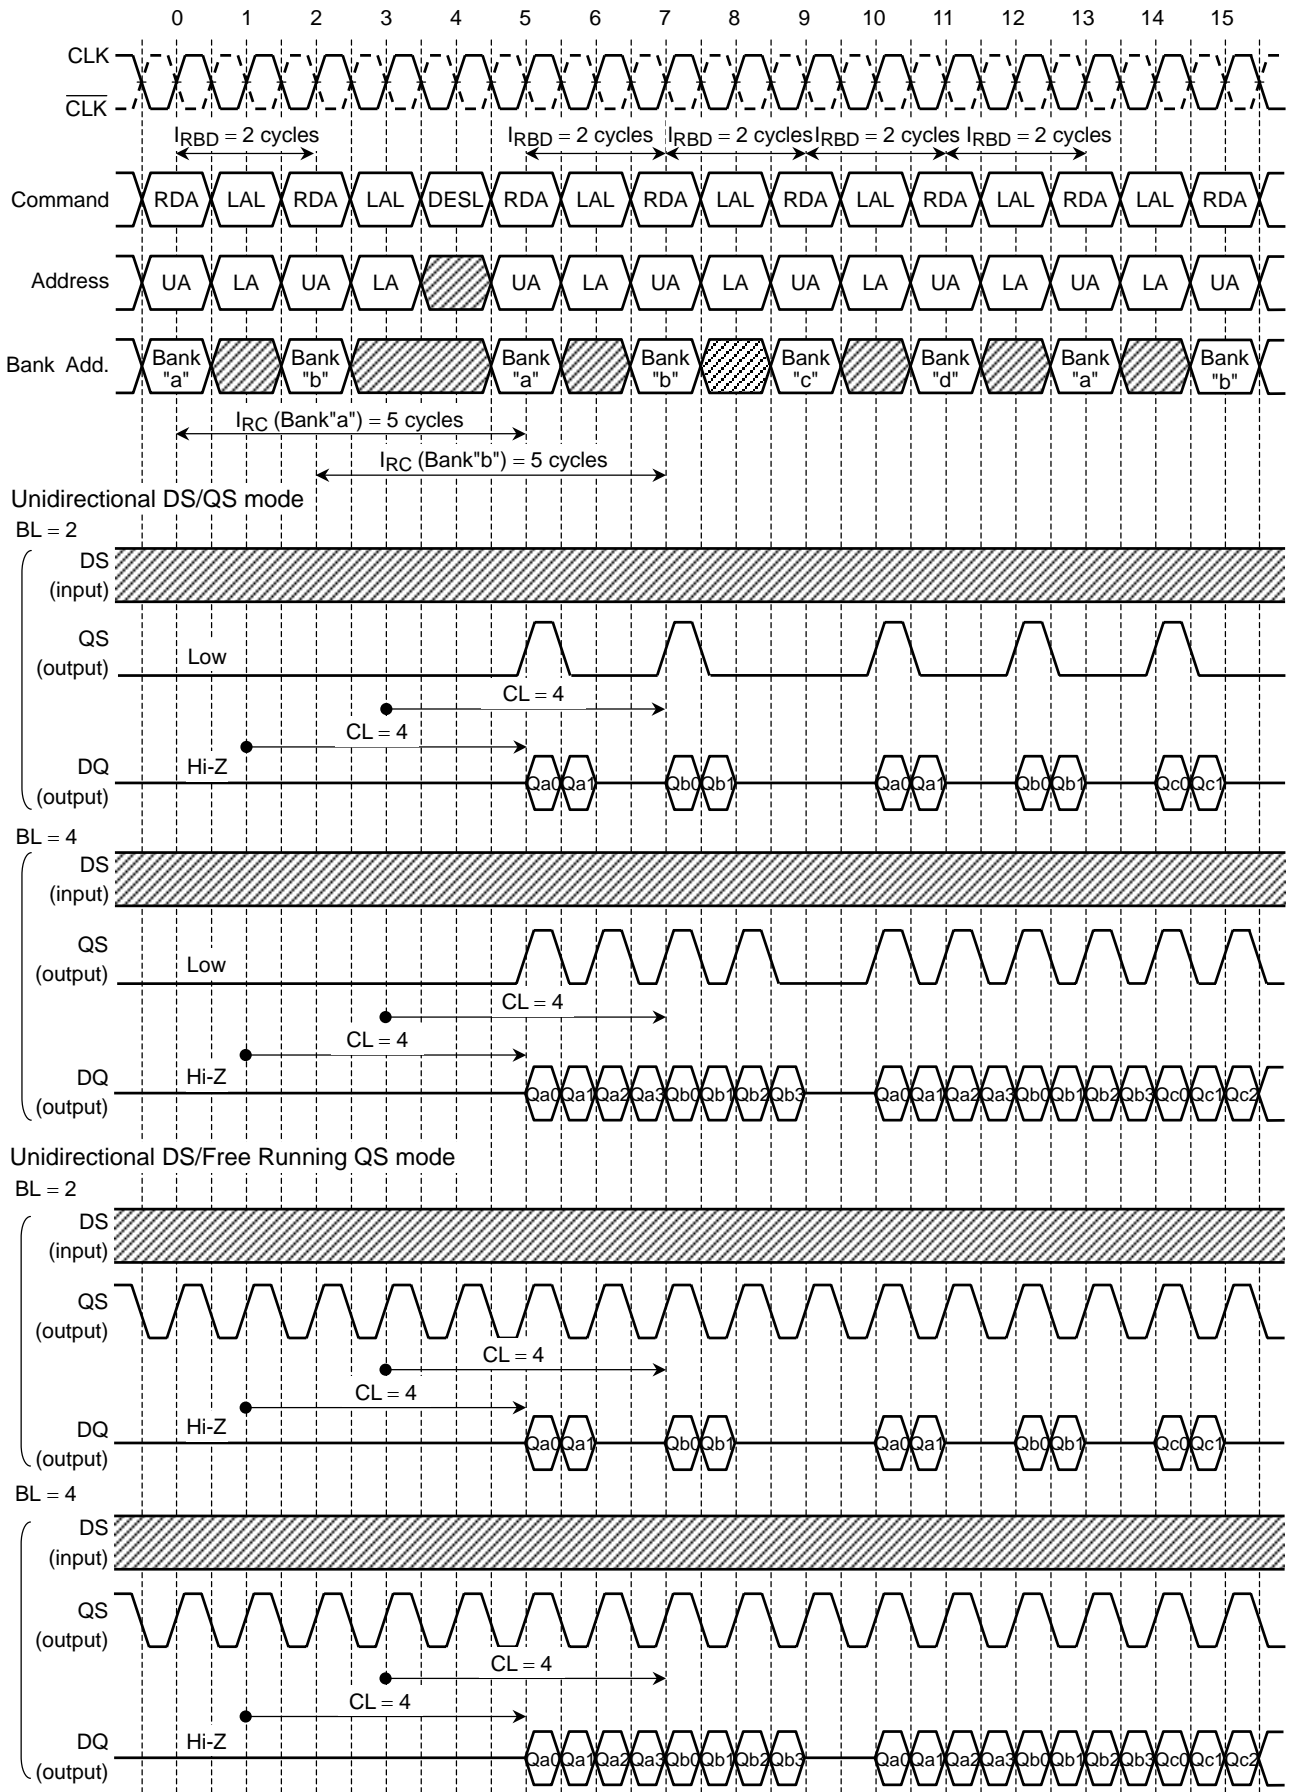 0 1 2 3 4 5 6 7 8 9 10 11 12 13 14 15
CLK
CLK
IRBD = 2 cycles IRBD = 2 cycles IRBD = 2 cycles IRBD = 2 cycles IRBD = 2 cycles
Command RDA LAL RDA LAL DESL RDA LAL RDA LAL RDA LAL RDA LAL RDA LAL RDA
Address UA LA UA LA UA LA UA LA UA LA UA LA UA LA UA
Bank Add. Bank "a" Bank "b" Bank "a" Bank "b" Bank "c" Bank "d" Bank "a" Bank "b"
IRC (Bank"a") = 5 cycles
IRC (Bank"b") = 5 cycles
Unidirectional DS/QS mode
BL = 2
DS
(input)
QS
(output) Low
CL = 4
CL = 4
DQ
(output) Hi-Z Qa0 Qa1 Qb0 Qb1 Qa0 Qa1 Qb0 Qb1 Qc0 Qc1
BL = 4
DS
(input)
QS
(output) Low
CL = 4
CL = 4
DQ
(output) Hi-Z Qa0 Qa1 Qa2 Qa3 Qb0 Qb1 Qb2 Qb3 Qa0 Qa1 Qa2 Qa3 Qb0 Qb1 Qb2 Qb3 Qc0 Qc1 Qc2
Unidirectional DS/Free Running QS mode
BL = 2
DS
(input)
QS
(output)
CL = 4
CL = 4
DQ
(output) Hi-Z Qa0 Qa1 Qb0 Qb1 Qa0 Qa1 Qb0 Qb1 Qc0 Qc1
BL = 4
DS
(input)
QS
(output)
CL = 4
CL = 4
DQ
(output) Hi-Z Qa0 Qa1 Qa2 Qa3 Qb0 Qb1 Qb2 Qb3 Qa0 Qa1 Qa2 Qa3 Qb0 Qb1 Qb2 Qb3 Qc0 Qc1 Qc2